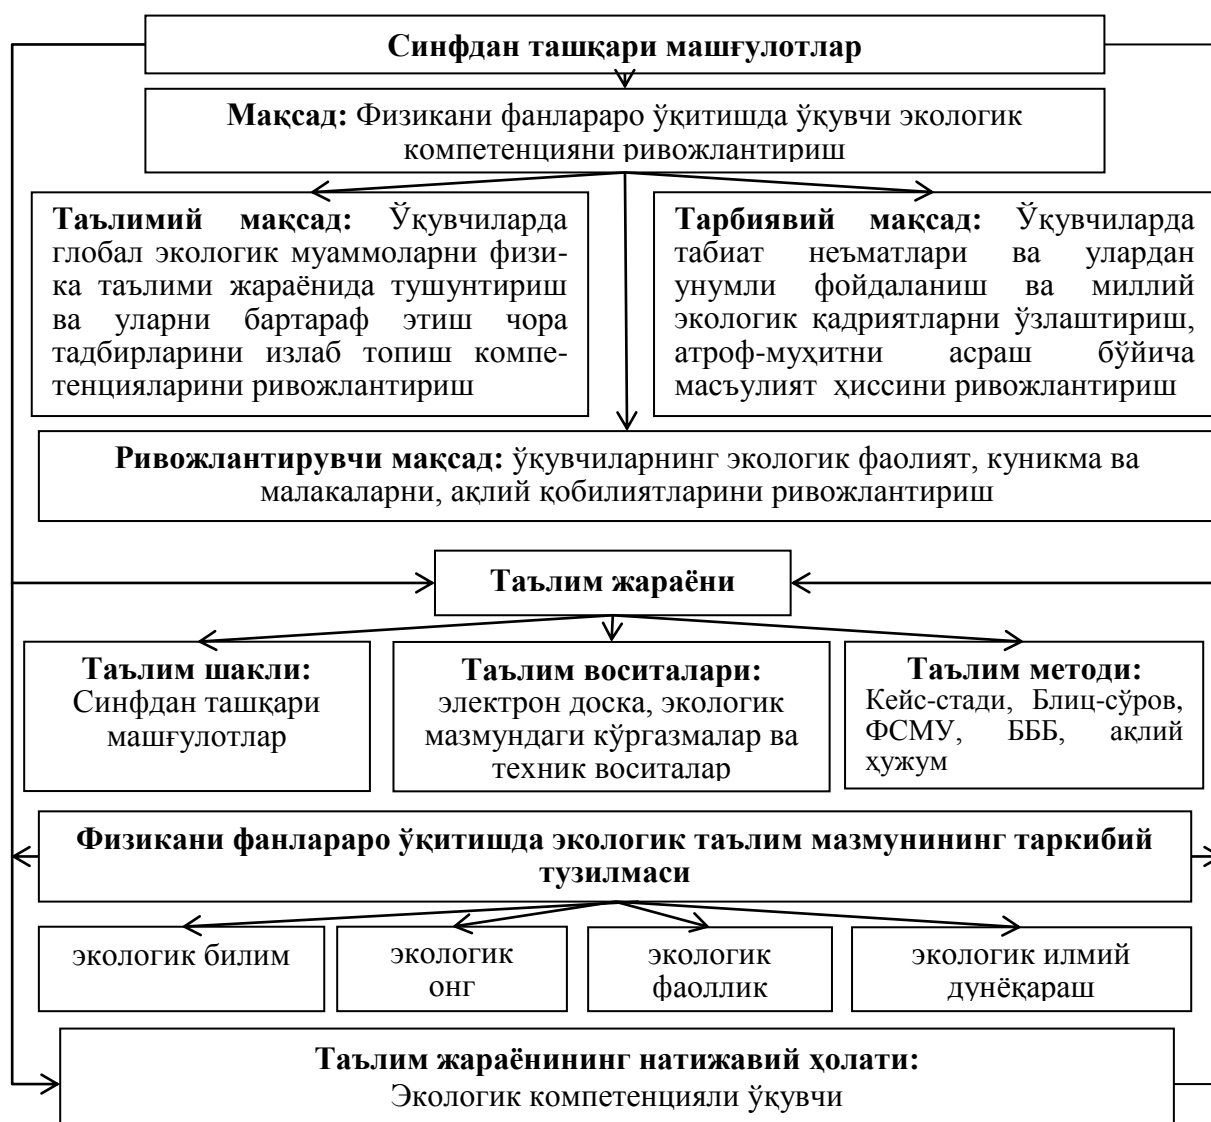 Синфдан ташқари машғулотлар
Мақсад: Физикани фанлараро ўқитишда ўқувчи экологик
компетенцияни ривожлантириш
Таълимий мақсад: Ўқувчиларда
глобал экологик муаммоларни физи-
ка таълими жараёнида тушунтириш
ва уларни бартараф этиш чора
тадбирларини излаб топиш компе-
тенцияларини ривожлантириш
Тарбиявий мақсад: Ўқувчиларда
табиат неъматлари ва улардан
унумли фойдаланиш ва миллий
экологик қадриятларни ўзлаштириш,
атроф-муҳитни асраш бўйича
масъулият ҳиссини ривожлантириш
Ривожлантирувчи мақсад: ўқувчиларнинг экологик фаолият, куникма ва
малакаларни, ақлий қобилиятларини ривожлантириш
Таълим жараёни
Таълим шакли:
Синфдан ташқари
машғулотлар
Таълим воситалари:
электрон доска, экологик
мазмундаги кўргазмалар ва
техник воситалар
Таълим методи:
Кейс-стади, Блиц-сўров,
ФСМУ, БББ, ақлий
ҳужум
Физикани фанлараро ўқитишда экологик таълим мазмунининг таркибий
тузилмаси
экологик билим
экологик
онг
экологик
фаоллик
экологик илмий
дунёқараш
Таълим жараёнининг натижавий ҳолати:
Экологик компетенцияли ўқувчи